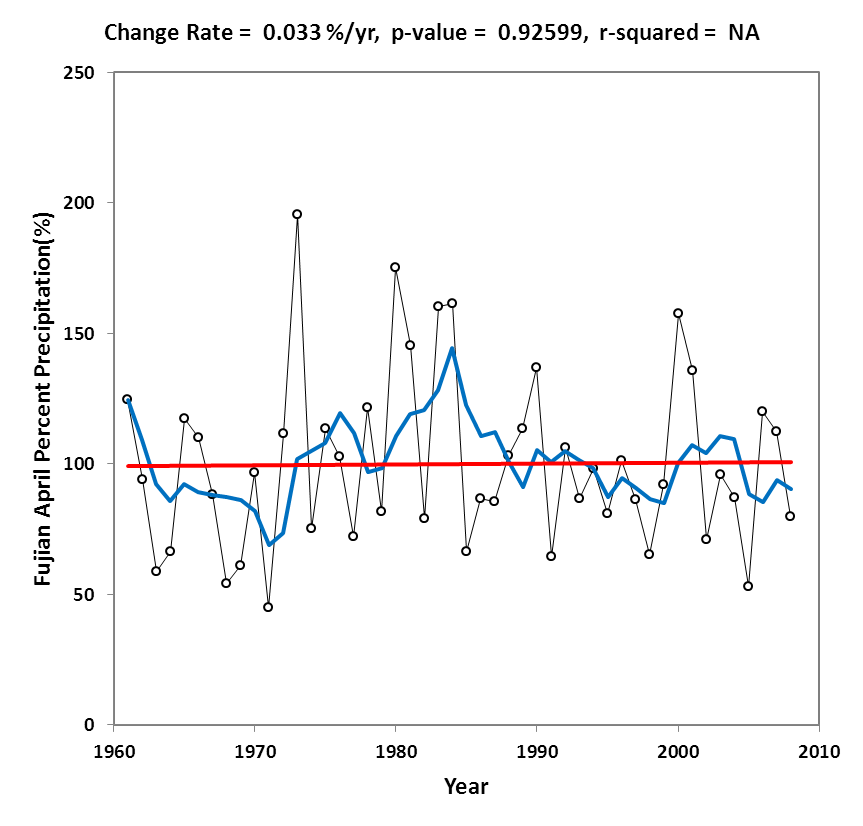 Change Rate = 0.033 %/yr, p-value = 0.92599, r-squared = NA
Fujian April Percent Precipitation(%)
250
200
150
100
50
0
1960 1970 1980 1990 2000 2010
Year